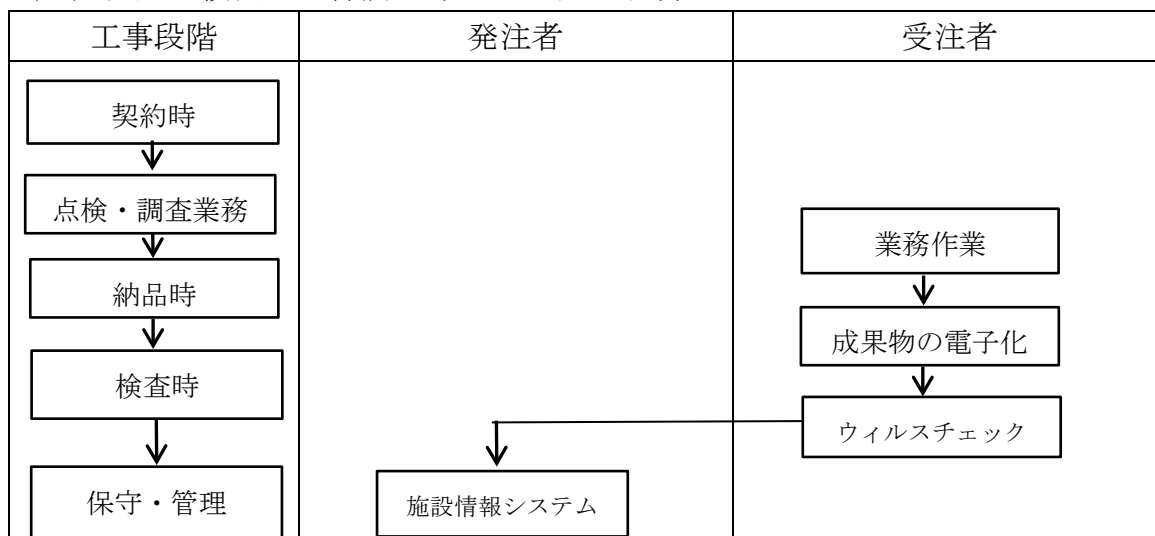 工事段階 発注者 受注者
契約時
点検・調査業務
納品時
検査時
保守・管理
施設情報システム
業務作業
成果物の電子化
ウィルスチェック